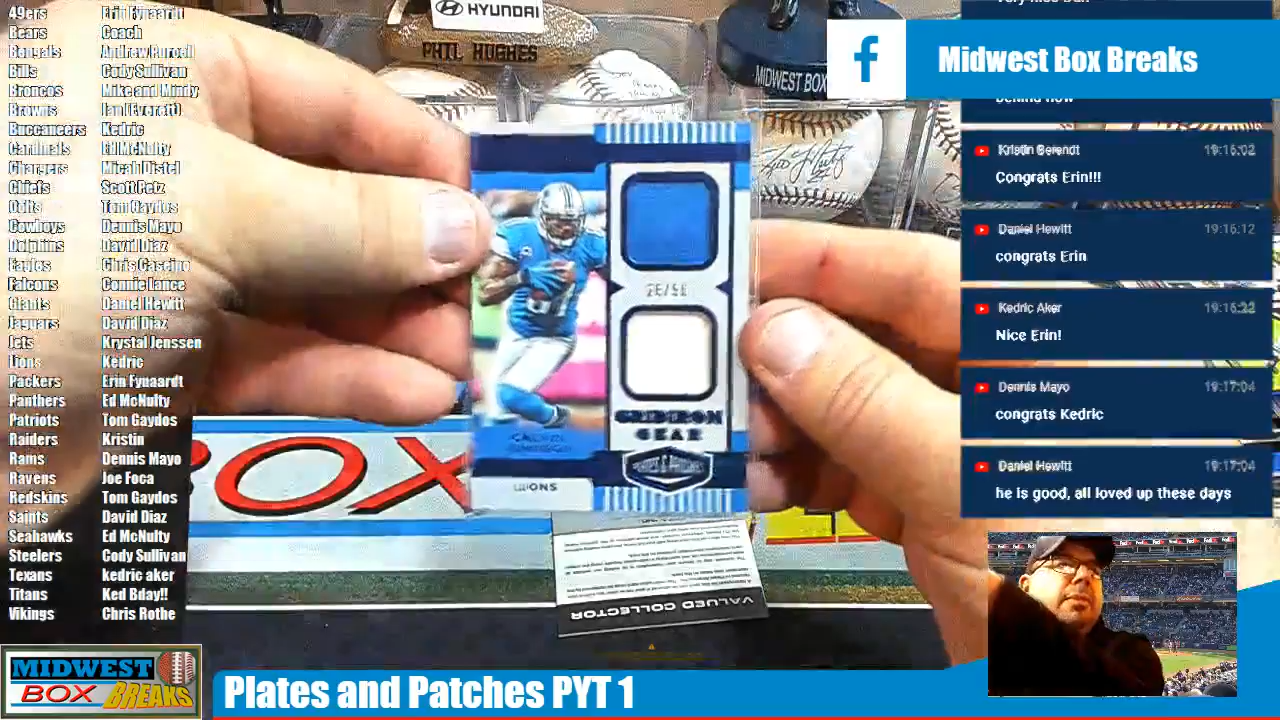 49ers Erin Fynaardt
Bears Coach
Bengals Andrew Purcell
Bills Cody Sullivan
Broncos Mike and Mindy
Browns Ian (Everett)
Buccaneers Kedric
Cardinals Ed McNulty
Chargers Micah Distel
Chiefs Scott Petz
Colts Tom Gaydos
Cowboys Dennis Mayo
Dolphins David Diaz
Eagles Chris
Falcons Connie Lance
Giants Daniel Hewitt
Jaguars David Diaz
Jets Krystal Jenssen
Lions Kedric
Packers Erin Fynaardt
Panthers Ed McNulty
Patriots Tom Gaydos
Raiders Kristin
Rams Dennis Mayo
Ravens Joe Foca
Redskins Tom Gaydos
Saints David Diaz
Seahawks Ed McNulty
Steelers Cody Sullivan
Texans kedric aker
Titans Ked Bday!!
Vikings Chris Rothe
MIDWEST
BOX
BREAKS
HYUNDAI
PHIL HUGHES
MIDWEST BOX
GRIDIRON
GEAR
PLATES & PATCHES
CALVIN
JOHNSON
LIONS
BOX
VALUED COLLECTOR
f Midwest Box Breaks
behind now
Kristin Berendt 19:16:02
Congrats Erin!!!
Daniel Hewitt 19:16:12
congrats Erin
Kedric Aker 19:16:22
Nice Erin!
Dennis Mayo 19:17:04
congrats Kedric
Daniel Hewitt 19:17:04
he is good, all loved up these days
Plates and Patches PYT 1